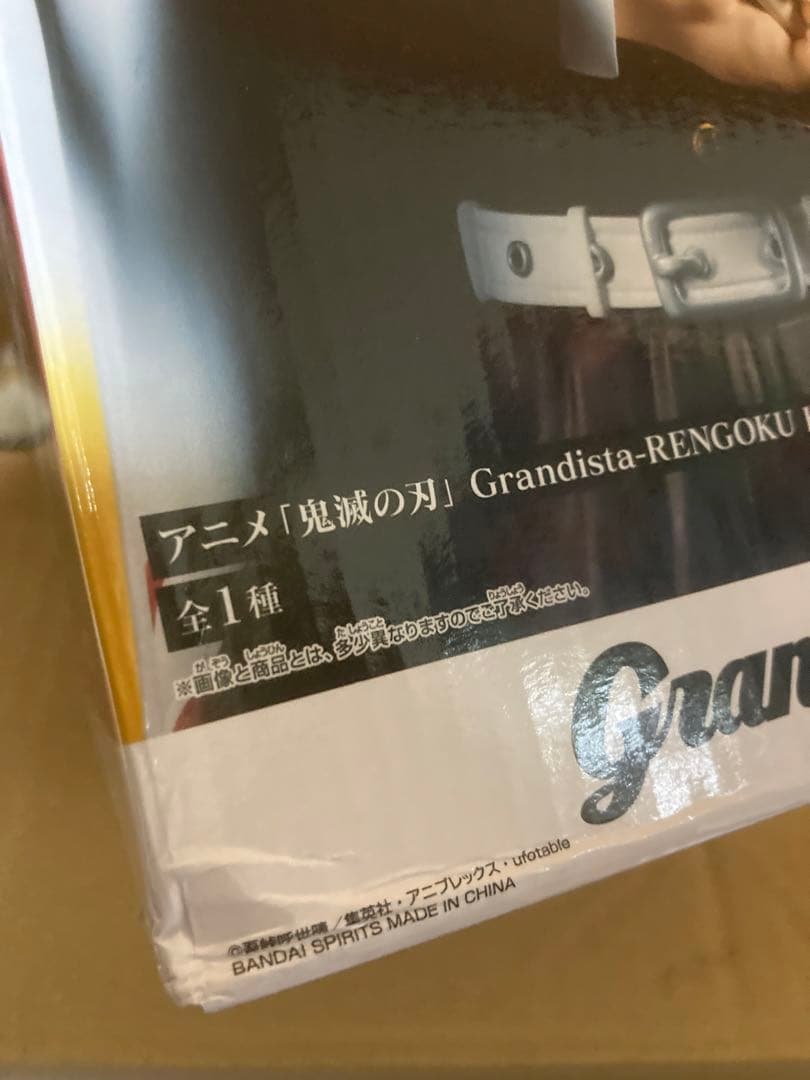 アニメ「鬼滅の刃」 Grandista-RENGOKU
全1種
※画像と商品とは、多少異なりますのでご了承ください。
Gran
©吾峠呼世晴／集英社・アニプレックス・ufotable
BANDAI SPIRITS MADE IN CHINA